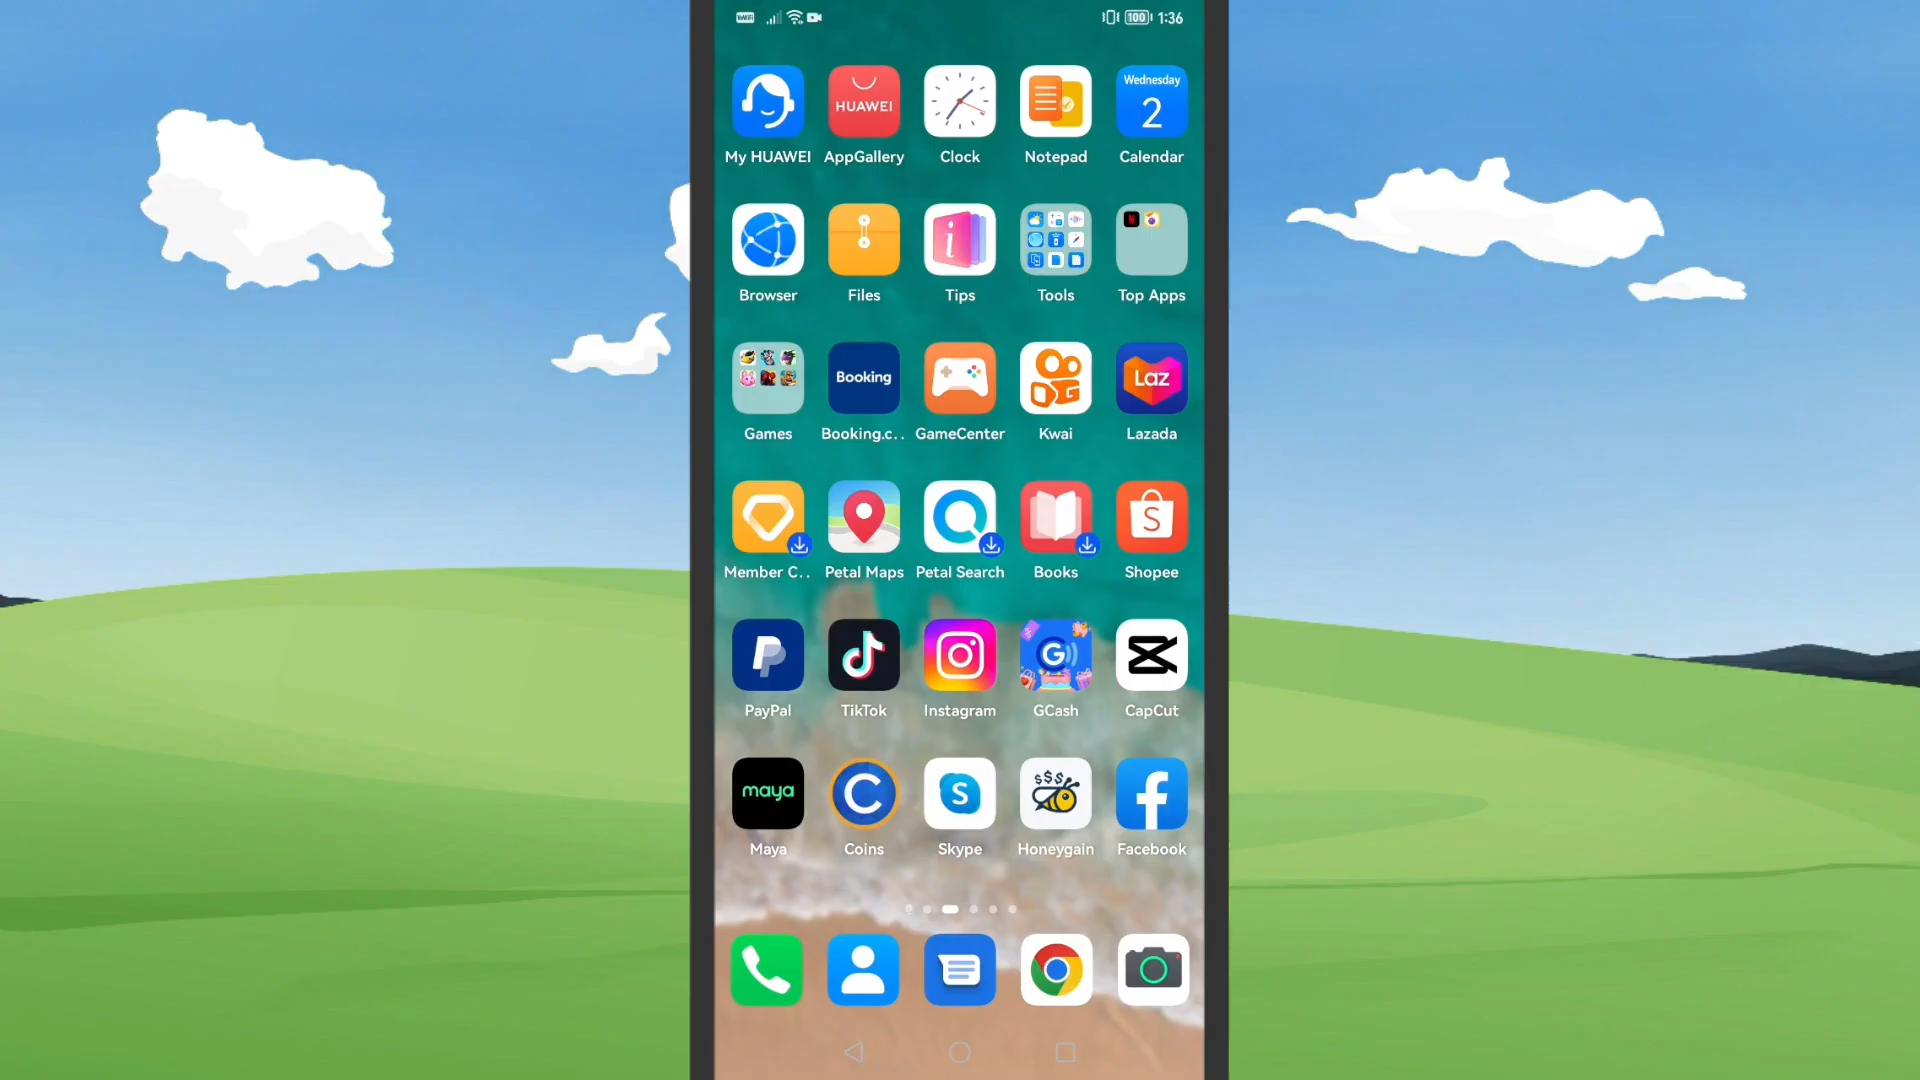 VoWiFi 100 1:36
HUAWEI Wednesday 2
My HUAWEI AppGallery Clock Notepad Calendar
Browser Files Tips Tools Top Apps
Booking Laz
Games Booking.c.. GameCenter Kwai Lazada
Member C.. Petal Maps Petal Search Books Shopee
PayPal TikTok Instagram GCash CapCut
maya $$$
Maya Coins Skype Honeygain Facebook